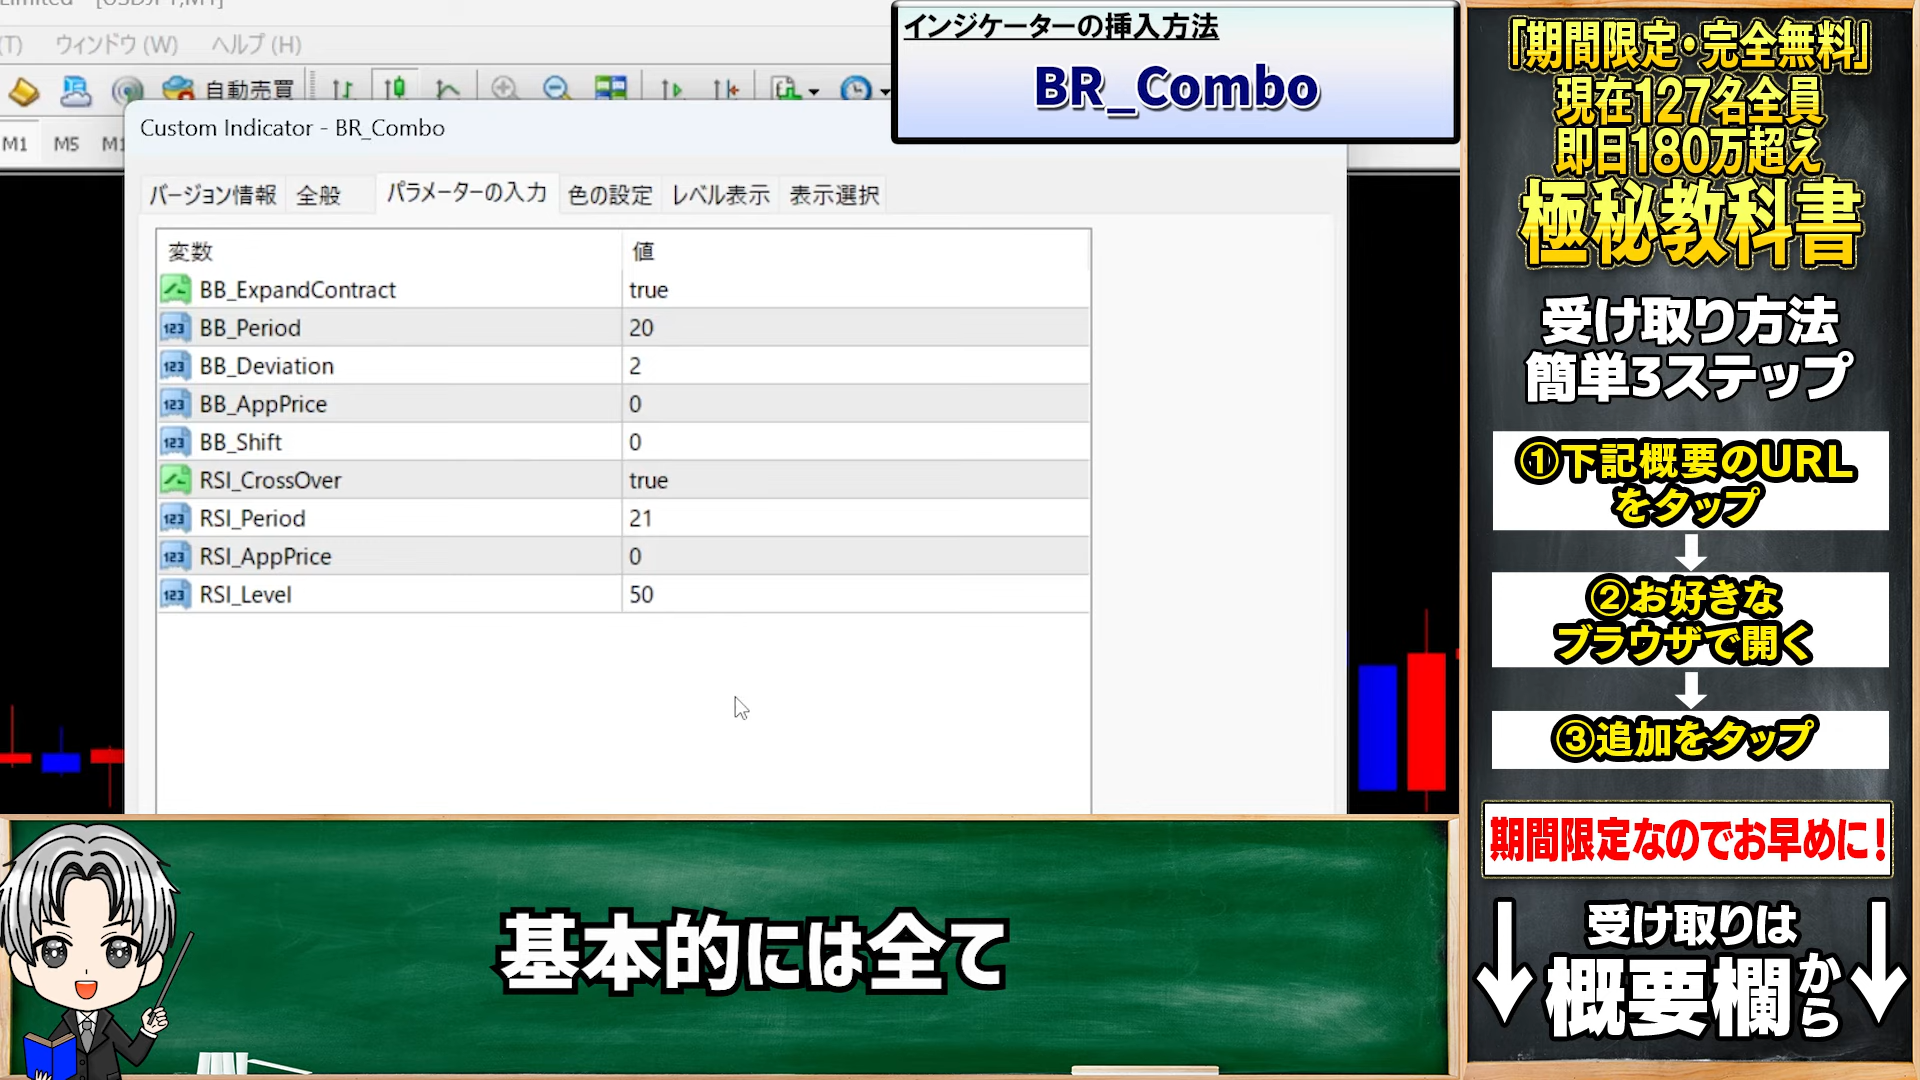 (T) ウィンドウ (W) ヘルプ (H)
自動売買
M1 M5
Custom Indicator - BR_Combo
インジケーターの挿入方法
BR_Combo
バージョン情報 全般 パラメーターの入力 色の設定 レベル表示 表示選択
変数 値
BB_ExpandContract true
BB_Period 20
BB_Deviation 2
BB_AppPrice 0
BB_Shift 0
RSI_CrossOver true
RSI_Period 21
RSI_AppPrice 0
RSI_Level 50
基本的には全て
「期間限定・完全無料」
現在127名全員
即日180万超え
極秘教科書
受け取り方法
簡単3ステップ
①下記概要のURL
をタップ
②お好きな
ブラウザで開く
③追加をタップ
期間限定なのでお早めに!
受け取りは
概要欄から